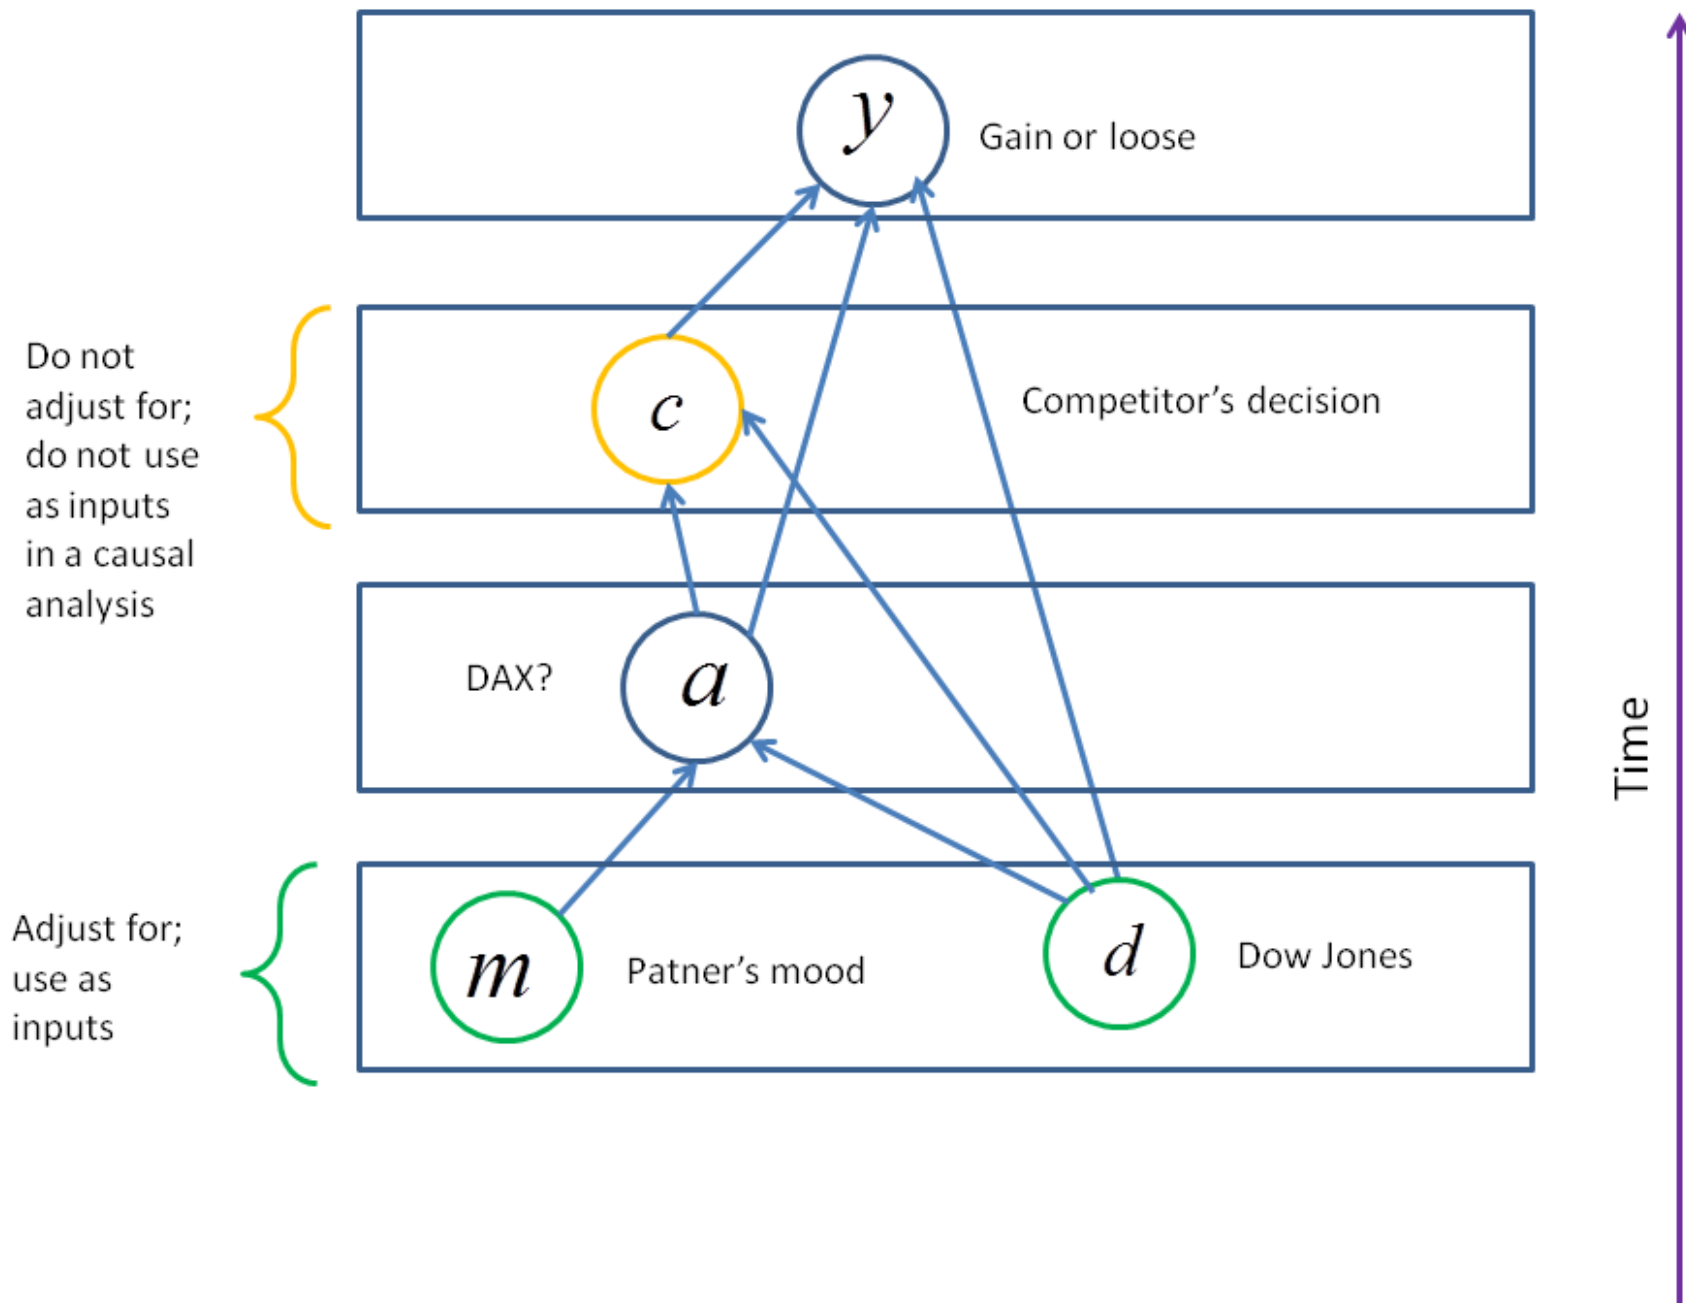 y
Gain or loose
Do not
adjust for;
do not use
as inputs
in a causal
analysis
c
Competitor's decision
DAX?
a
Time
Adjust for;
use as
inputs
m
Patner's mood
d
Dow Jones